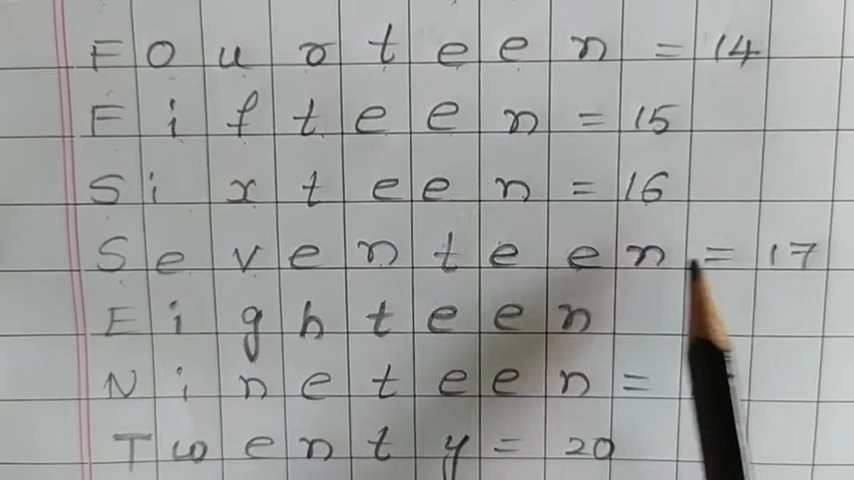 Fourteen = 14
Fifteen = 15
Sixteen = 16
Seventeen = 17
Eighteen
Nineteen =
Twenty = 20